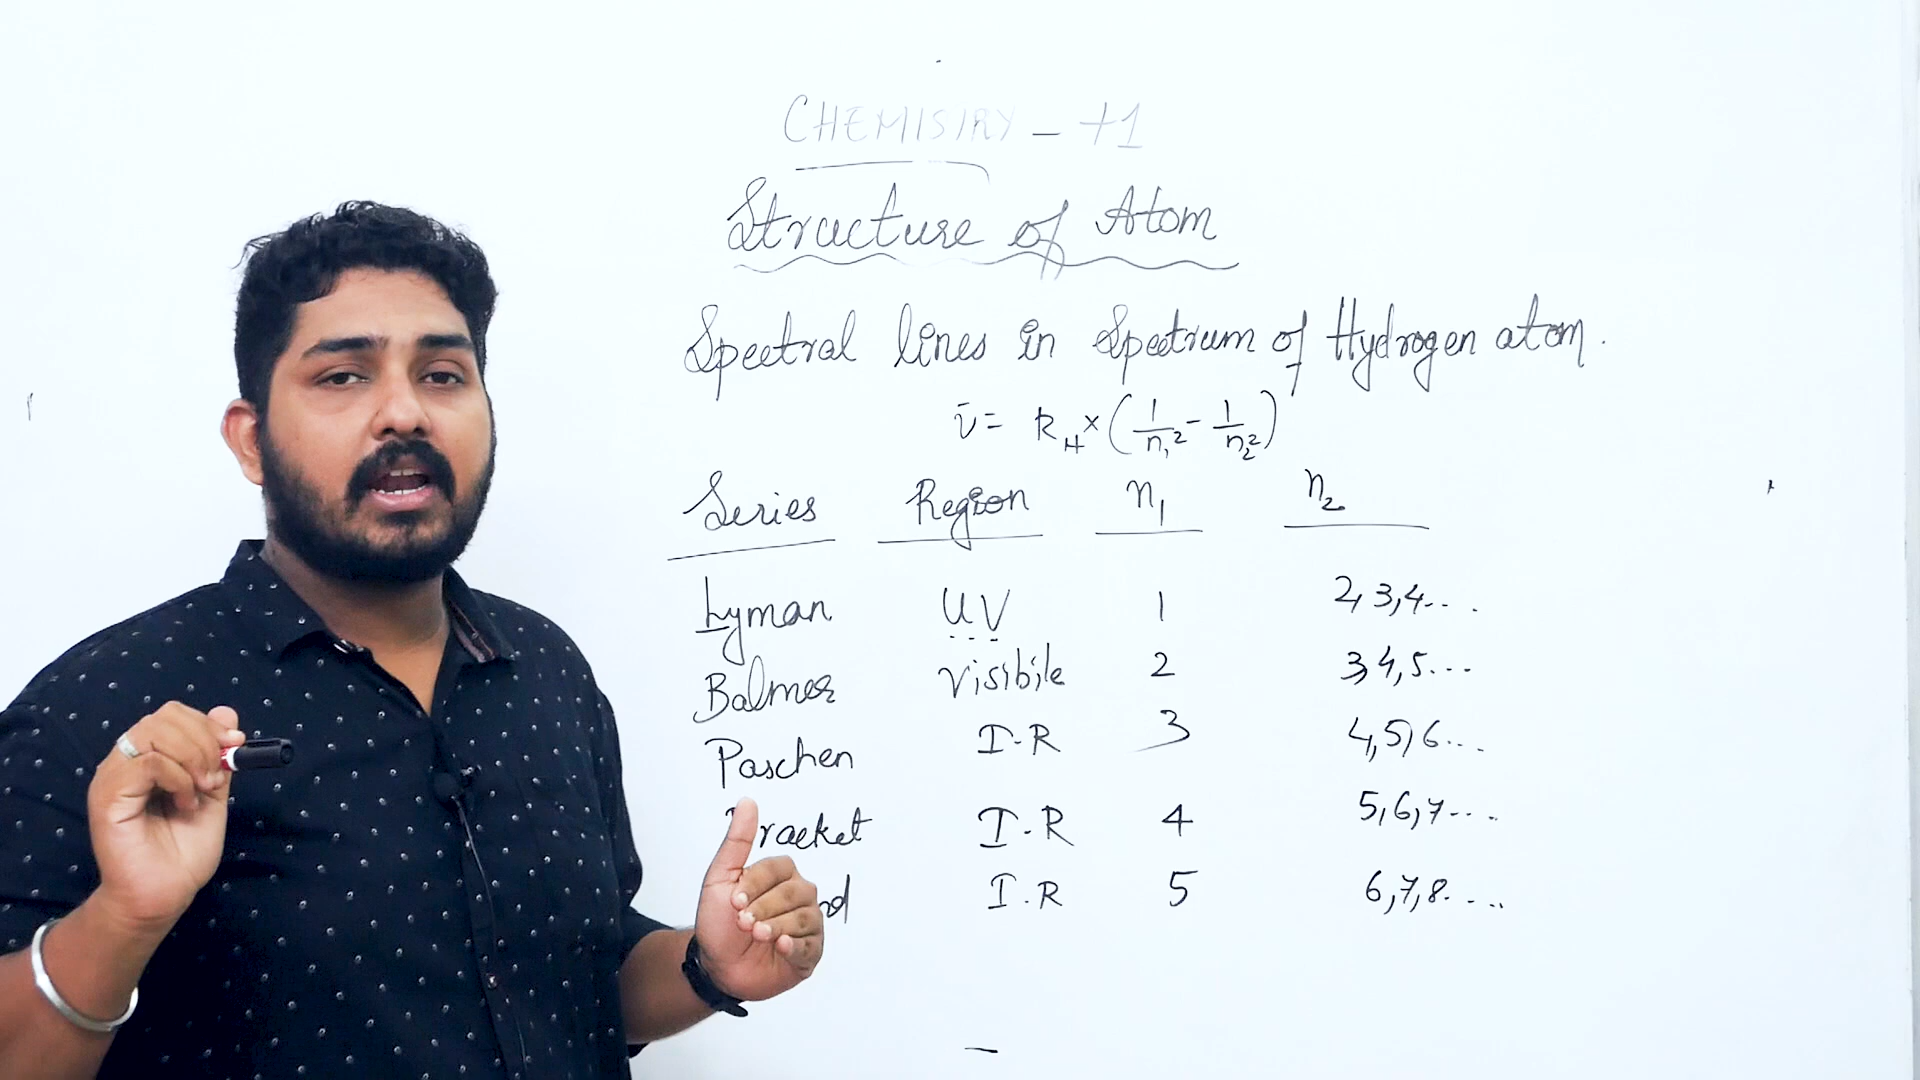 CHEMISTRY - +1
Structure of Atom
Spectral lines in Spectrum of Hydrogen atom.
ν̄ = R_H × (1/n₁² - 1/n₂²)
Series Region n₁ n₂
Lyman UV 1 2,3,4....
Balmer Visibile 2 3,4,5...
Paschen I-R 3 4,5,6...
racket I-R 4 5,6,7....
nd I.R 5 6,7,8.....